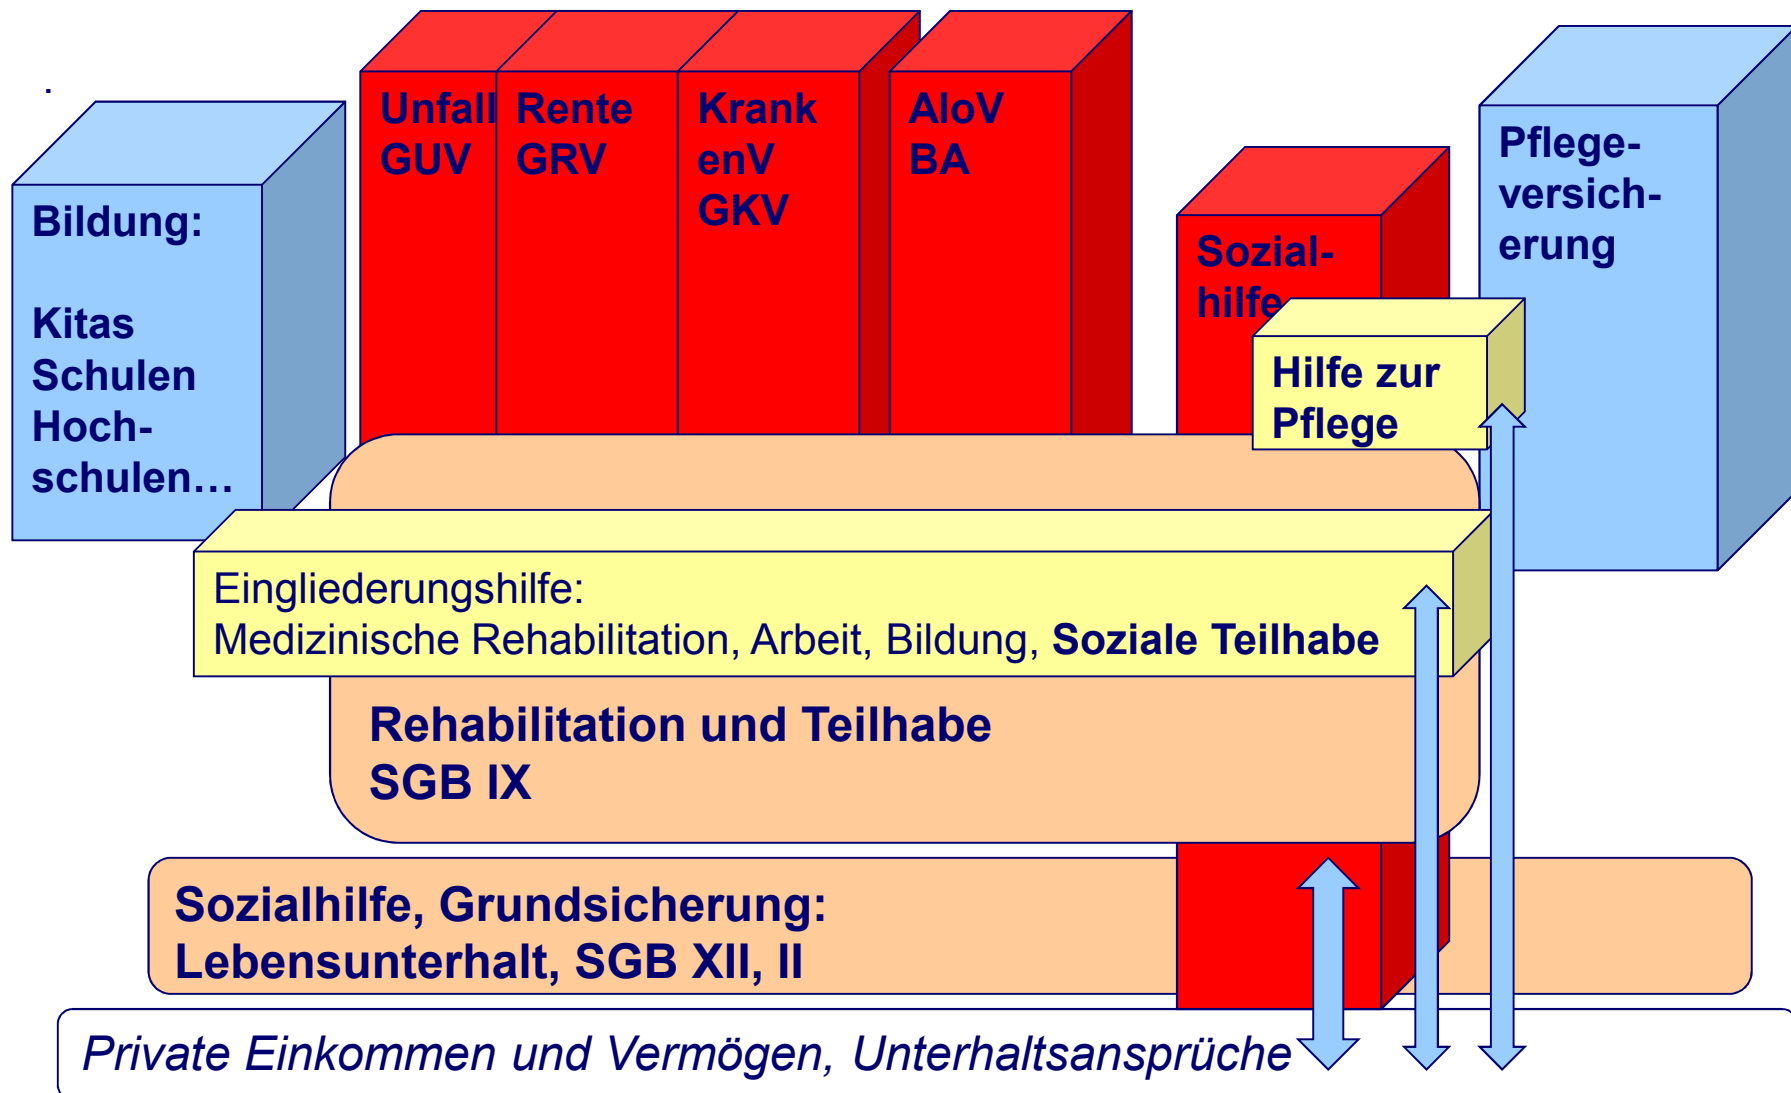 .
Bildung:
Kitas
Schulen
Hoch-
schulen…
Unfall
GUV
Rente
GRV
Krank
enV
GKV
AloV
BA
Sozial-
hilfe
Hilfe zur
Pflege
Pflege-
versich-
erung
Eingliederungshilfe:
Medizinische Rehabilitation, Arbeit, Bildung, Soziale Teilhabe
Rehabilitation und Teilhabe
SGB IX
Sozialhilfe, Grundsicherung:
Lebensunterhalt, SGB XII, II
Private Einkommen und Vermögen, Unterhaltsansprüche